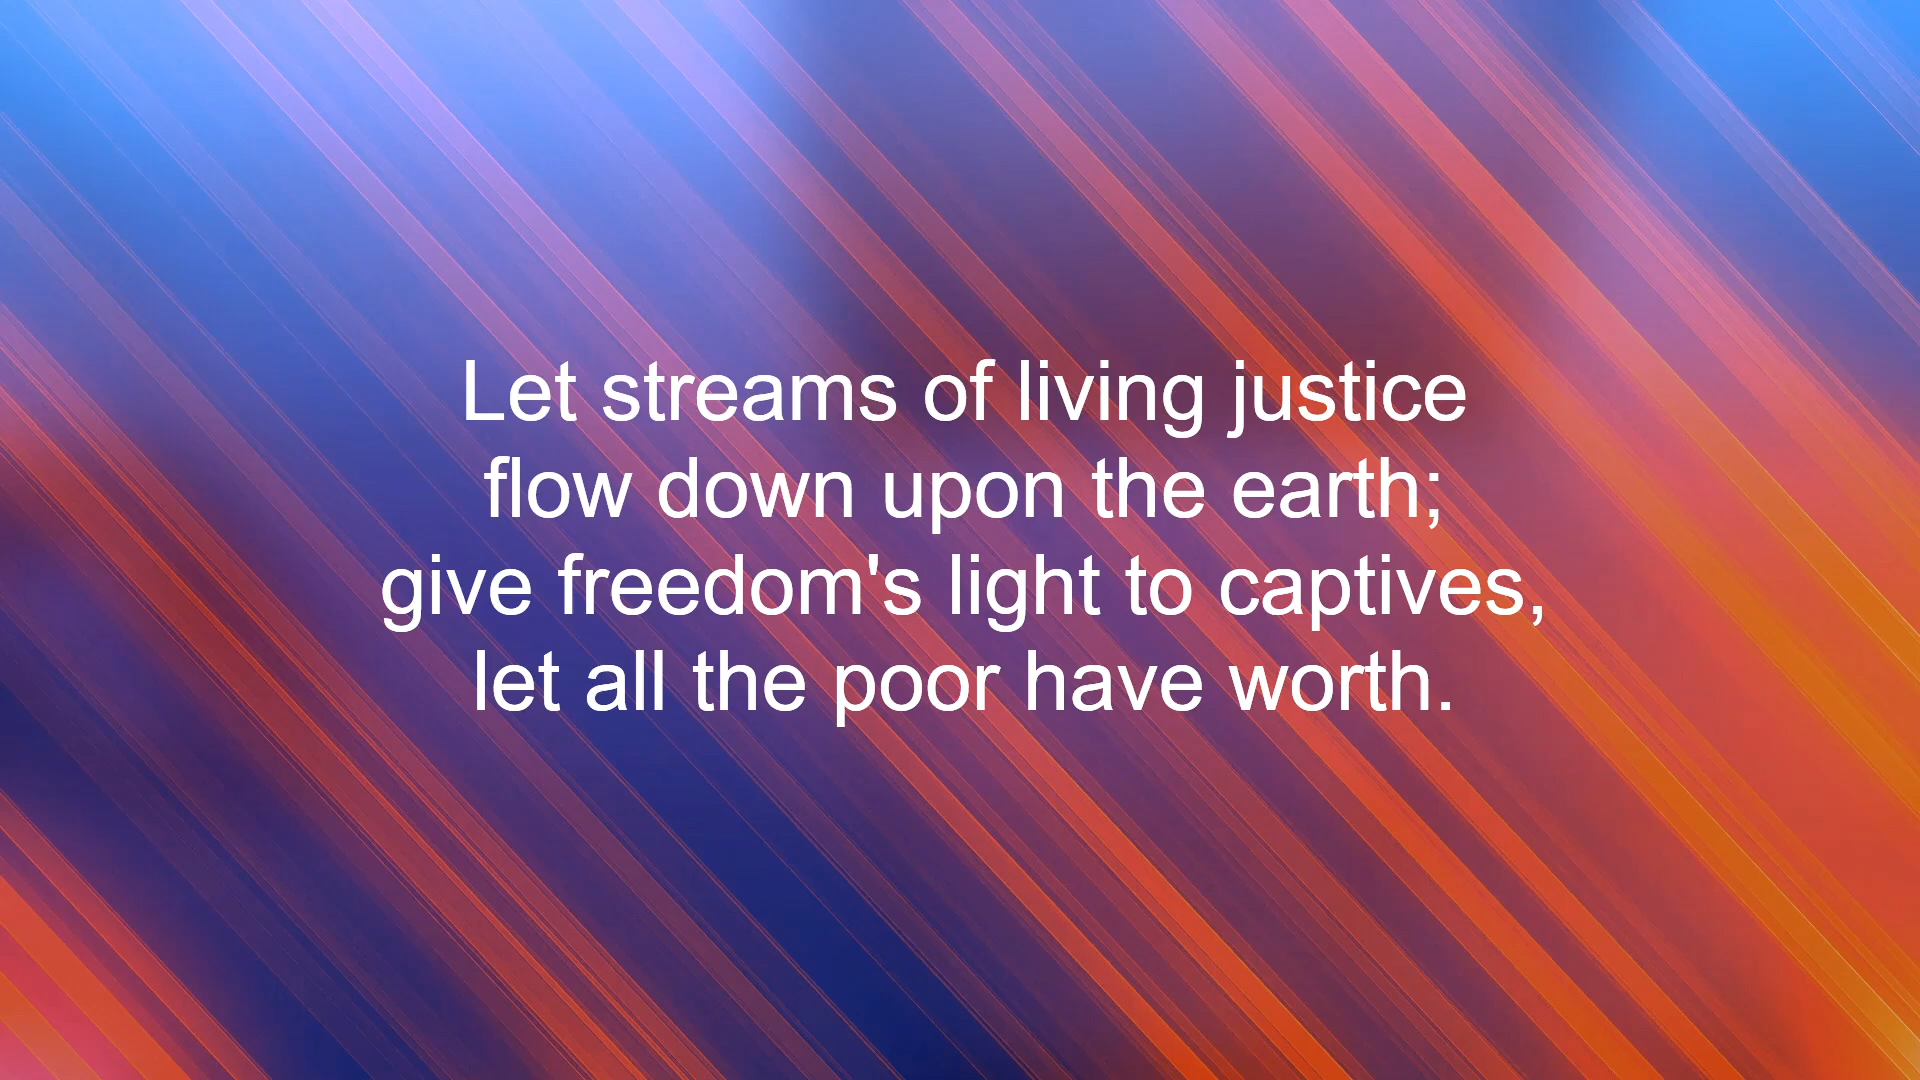 Let streams of living justice
flow down upon the earth;
give freedom's light to captives,
let all the poor have worth.